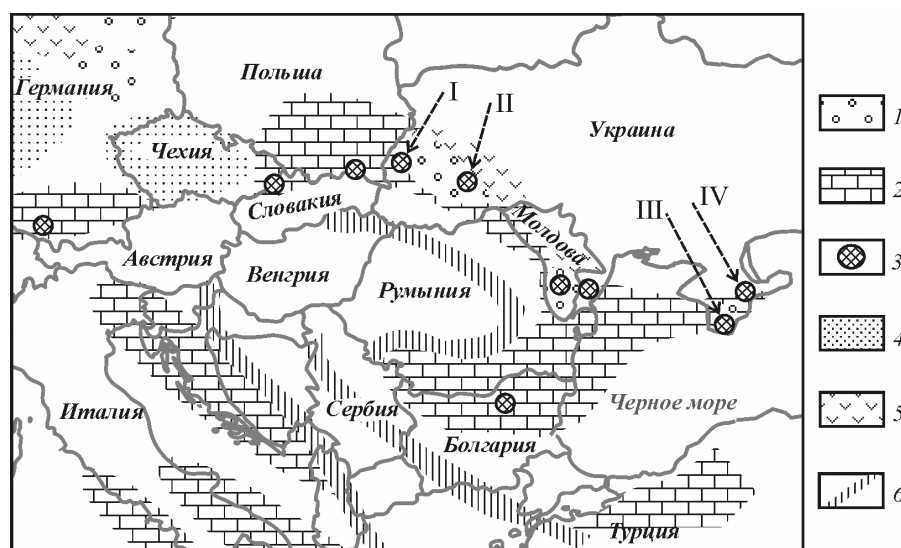 Польша
I
II
Германия
Украина
Чехия
III
IV
Словакия
Молдова
Австрия
Венгрия
Румыния
Италия
Сербия
Черное море
Болгария
Турция
1
2
3
4
5
6